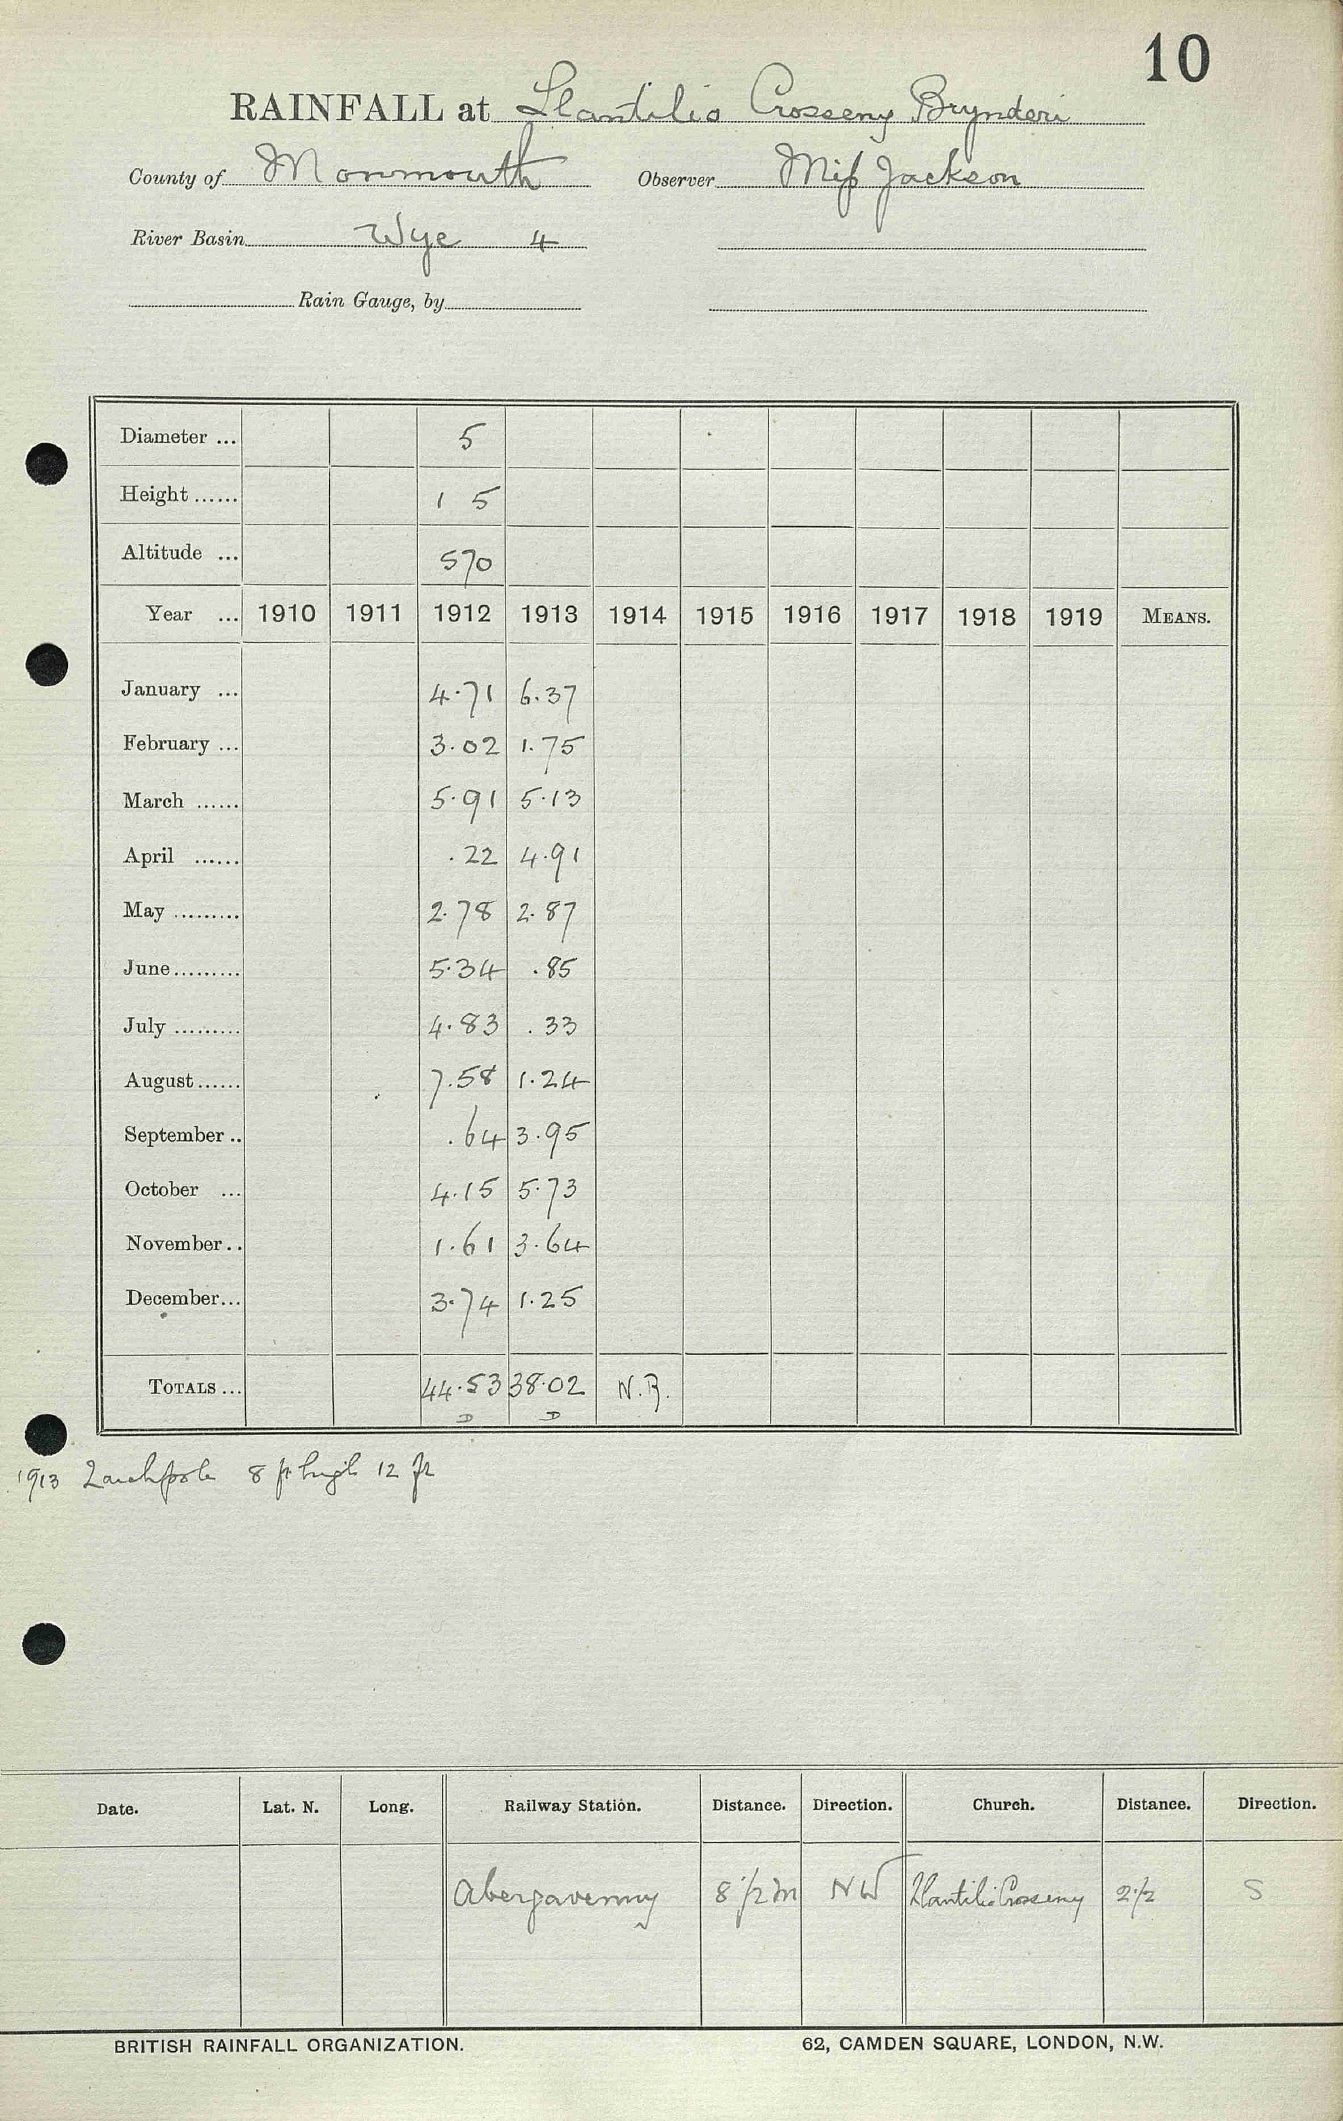 10
RAINFALL at Llantilio Crosseny Brynderi
County of Monmouth Observer Miss Jackson
River Basin Wye 4
Rain Gauge, by
Diameter ... 5
Height ...... 1 5
Altitude ... 570
Year ... 1910 1911 1912 1913 1914 1915 1916 1917 1918 1919 MEANS.
January ... 4.71 6.37
February ... 3.02 1.75
March ...... 5.91 5.13
April ...... .22 4.91
May ......... 2.78 2.87
June ......... 5.34 .85
July ......... 4.83 .33
August ...... 7.58 1.24
September .. .64 3.95
October ... 4.15 5.73
November .. 1.61 3.64
December ... 3.74 1.25
TOTALS ... 44.53 38.02 N.R.
D D
1913 Larchpole 8 ft high 12 ft
Date. Lat. N. Long. Railway Station. Distance. Direction. Church. Distance. Direction.
Abergavenny 8 1/2 m NW Llantilio Crosseny 2 1/2 S
BRITISH RAINFALL ORGANIZATION. 62, CAMDEN SQUARE, LONDON, N.W.